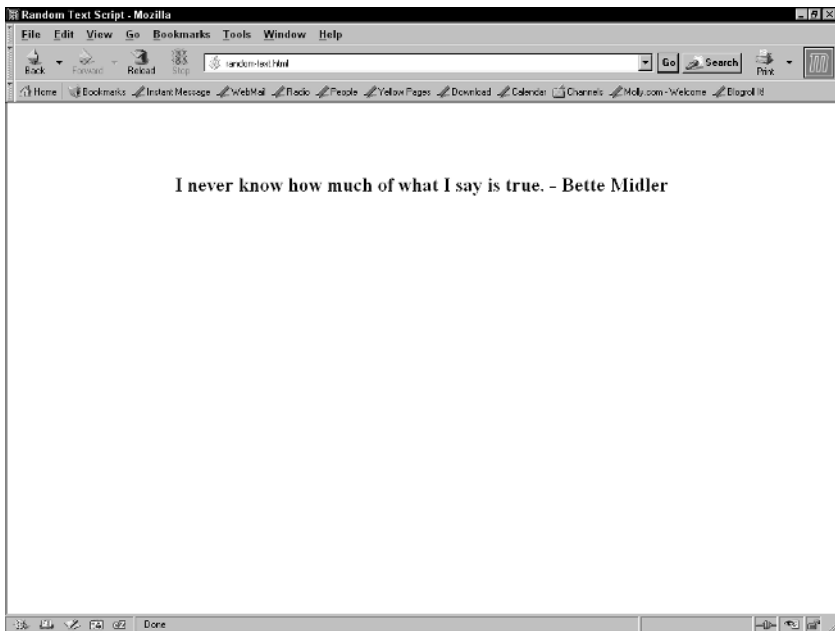 Random Text Script - Mozilla
File Edit View Go Bookmarks Tools Window Help
Back Forward Reload Stop random-text.html Go Search Print
Home Bookmarks Instant Message WebMail Radio People Yellow Pages Download Calendar Channels Molly.com - Welcome Blogroll It!
I never know how much of what I say is true. - Bette Midler
Done